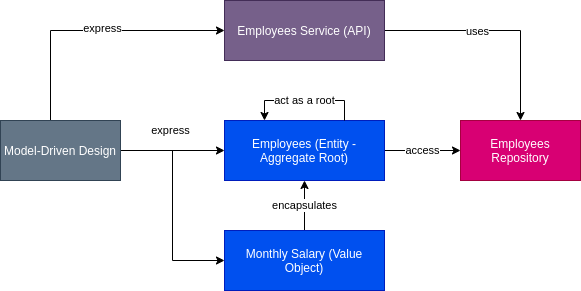 express
Employees Service (API)
uses
act as a root
express
Model-Driven Design
Employees (Entity -
Aggregate Root)
access
Employees
Repository
encapsulates
Monthly Salary (Value
Object)